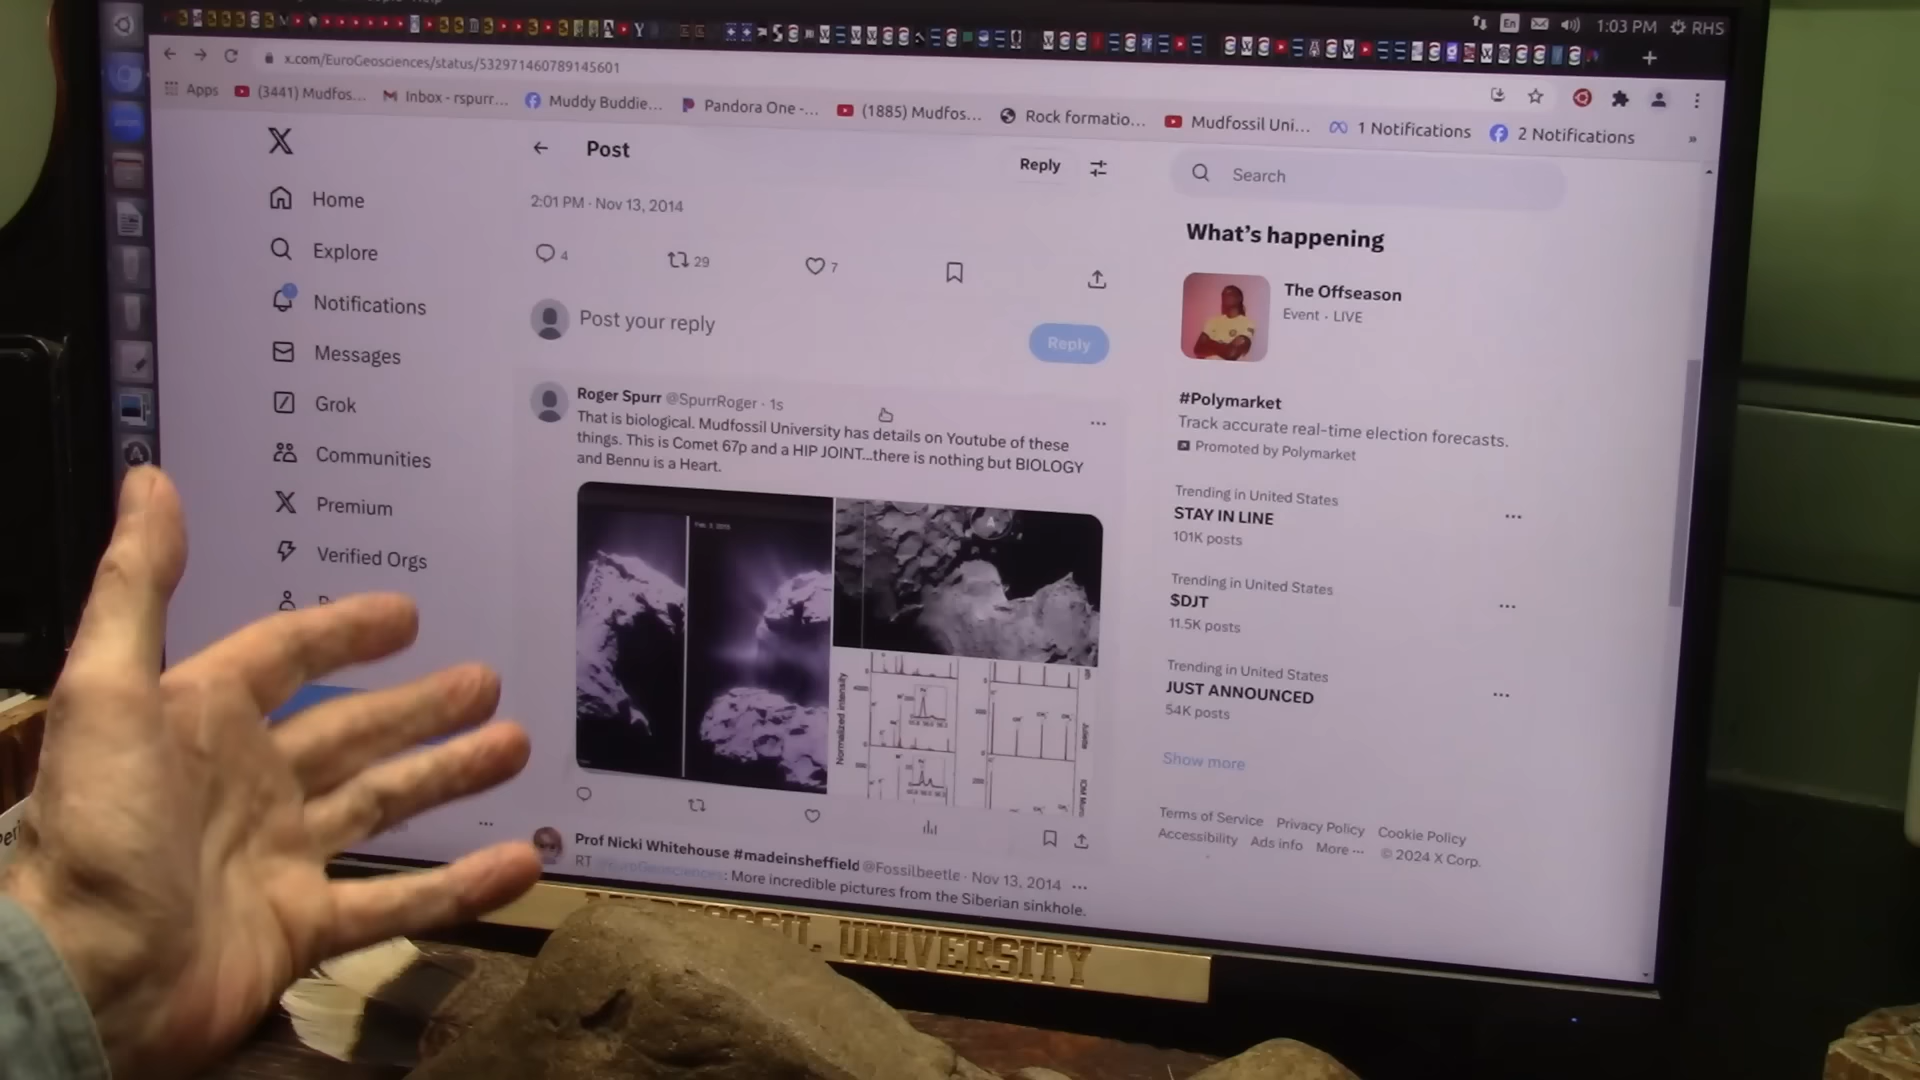 En
1:03 PM
RHS
x.com/EuroGeosciences/status/532971460789145601
Apps
(3441) Mudfos...
Inbox - rspurr...
Muddy Buddie...
Pandora One -...
(1885) Mudfos...
Rock formatio...
Mudfossil Uni...
1 Notifications
2 Notifications
»
Home
Explore
Notifications
Messages
Grok
Communities
Premium
Verified Orgs
Post
Reply
2:01 PM · Nov 13, 2014
4
29
7
Post your reply
Reply
Roger Spurr @SpurrRoger · 1s
That is biological. Mudfossil University has details on Youtube of these
things. This is Comet 67p and a HIP JOINT...there is nothing but BIOLOGY
and Bennu is a Heart.
Normalized intensity
Prof Nicki Whitehouse #madeinsheffield @Fossilbeetle · Nov 13, 2014
RT @euroGeosciences: More incredible pictures from the Siberian sinkhole.
Search
What's happening
The Offseason
Event · LIVE
#Polymarket
Track accurate real-time election forecasts.
Promoted by Polymarket
Trending in United States
STAY IN LINE
101K posts
Trending in United States
$DJT
11.5K posts
Trending in United States
JUST ANNOUNCED
54K posts
Show more
Terms of Service Privacy Policy Cookie Policy
Accessibility Ads info More ... © 2024 X Corp.
UNIVERSITY